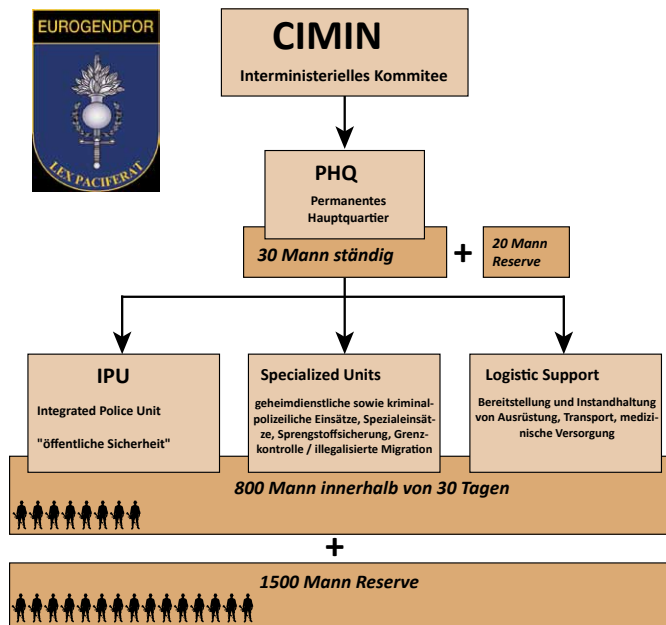 EUROGENDFOR
LEX PACIFERAT
CIMIN
Interministerielles Kommitee
PHQ
Permanentes
Hauptquartier
30 Mann ständig
+
20 Mann
Reserve
IPU
Integrated Police Unit
"öffentliche Sicherheit"
Specialized Units
geheimdienstliche sowie kriminal-
polizeiliche Einsätze, Spezialeinsät-
ze, Sprengstoffsicherung, Grenz-
kontrolle / illegalisierte Migration
Logistic Support
Bereitstellung und Instandhaltung
von Ausrüstung, Transport, medizi-
nische Versorgung
800 Mann innerhalb von 30 Tagen
+
1500 Mann Reserve